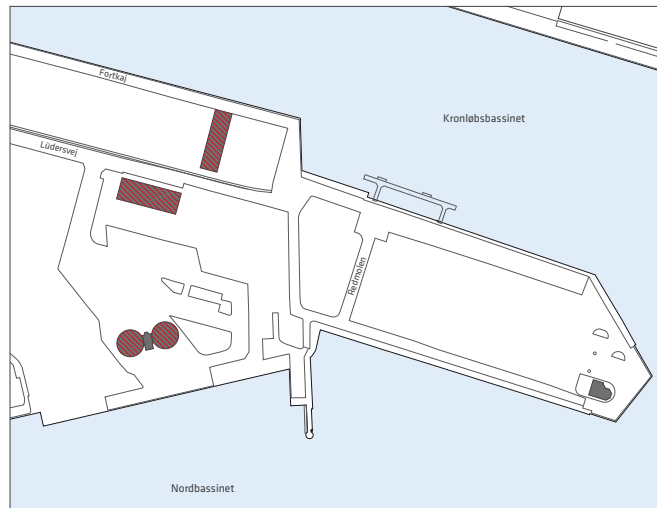 Fortkaj
Kronløbsbassinet
Lüdersvej
Redmolen
Nordbassinet